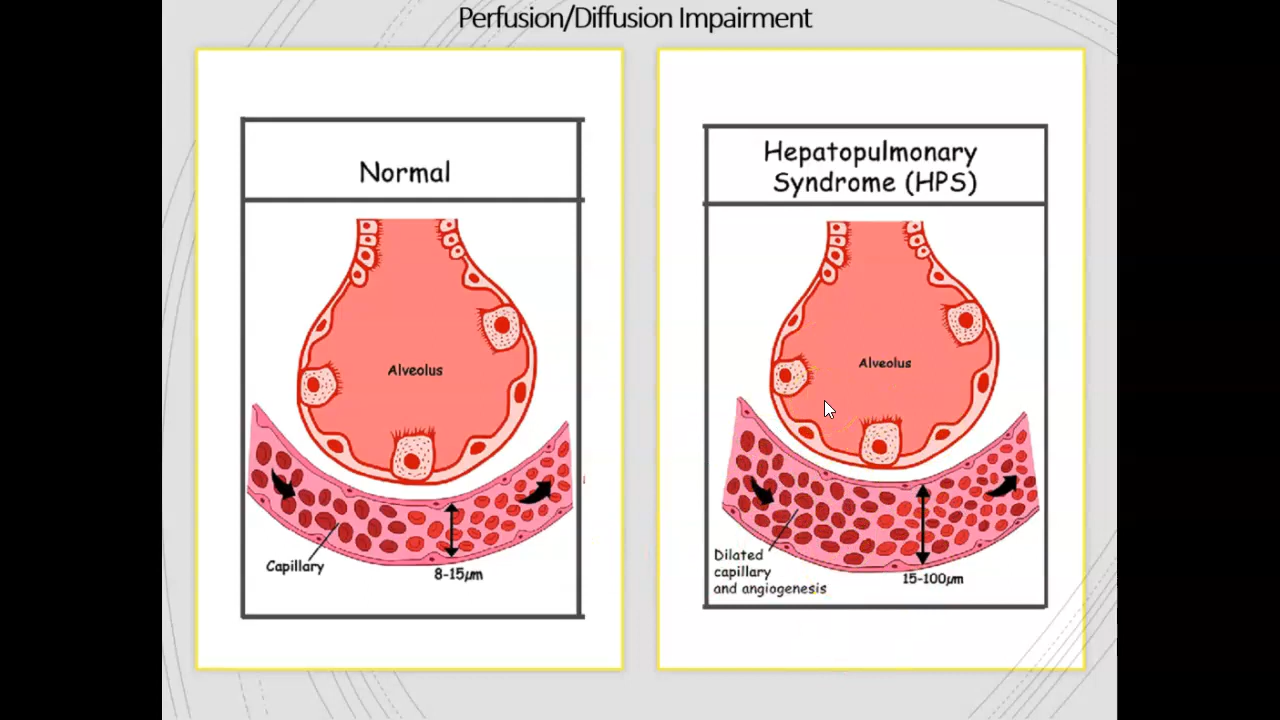 Perfusion/Diffusion Impairment
Normal
Alveolus
Capillary
8-15µm
Hepatopulmonary
Syndrome (HPS)
Alveolus
Dilated
capillary
and angiogenesis
15-100µm